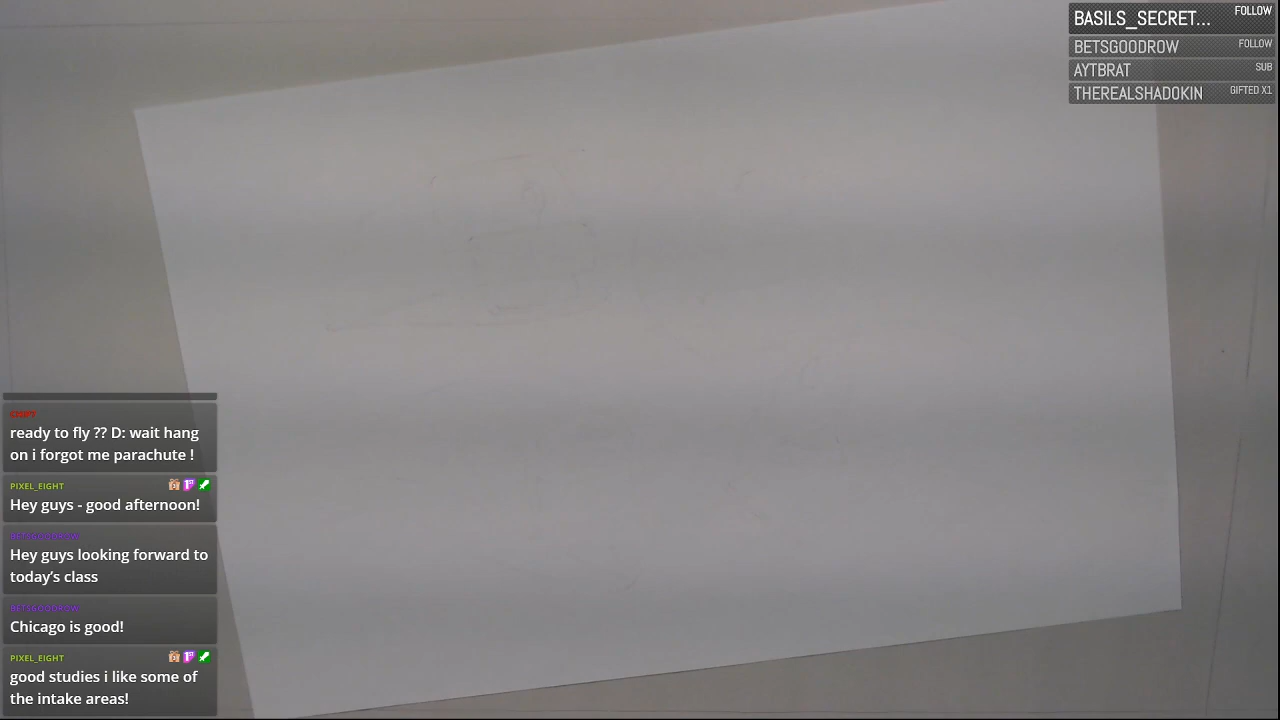 BASILS_SECRET... FOLLOW
BETSGOODROW FOLLOW
AYTBRAT SUB
THEREALSHADOKIN GIFTED X1
ready to fly ?? D: wait hang
on i forgot me parachute !
PIXEL_EIGHT
Hey guys - good afternoon!
BETSGOODROW
Hey guys looking forward to
today's class
BETSGOODROW
Chicago is good!
PIXEL_EIGHT
good studies i like some of
the intake areas!